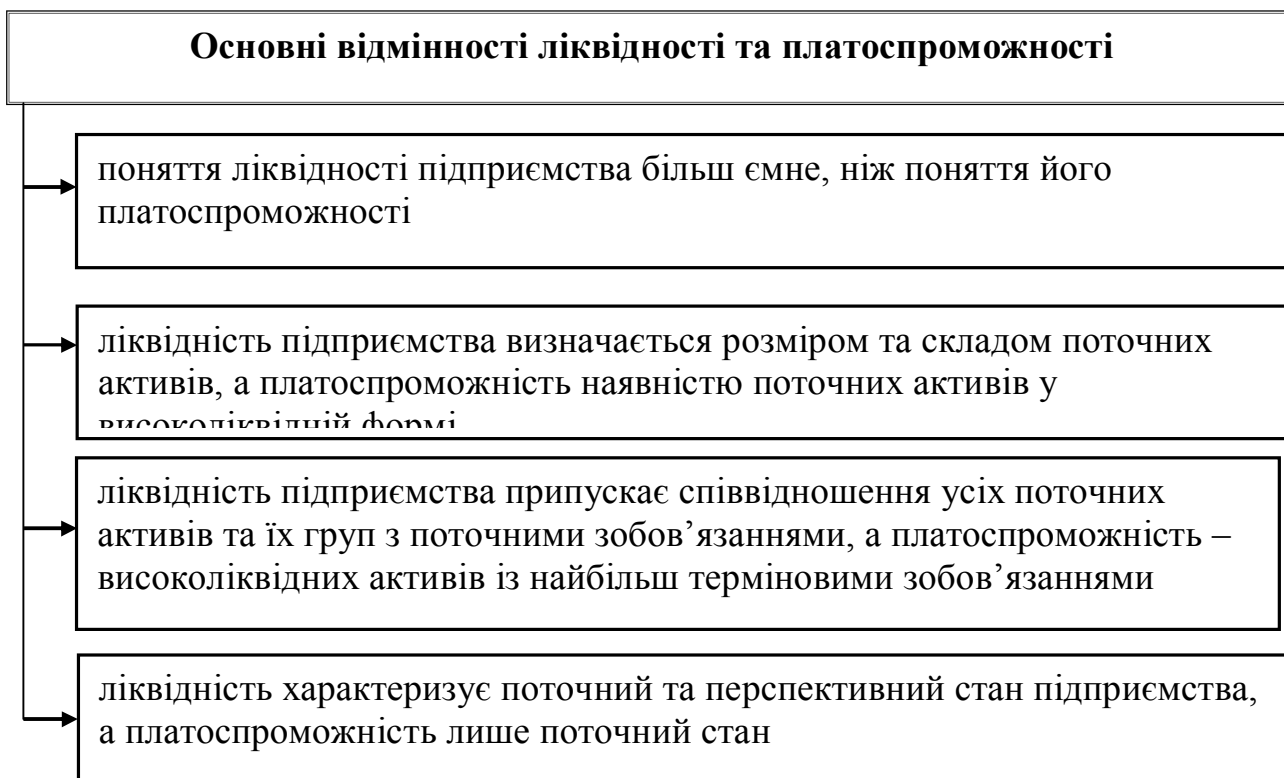 Основні відмінності ліквідності та платоспроможності
поняття ліквідності підприємства більш ємне, ніж поняття його
платоспроможності
ліквідність підприємства визначається розміром та складом поточних
активів, а платоспроможність наявністю поточних активів у
високоліквідній формі
ліквідність підприємства припускає співвідношення усіх поточних
активів та їх груп з поточними зобов’язаннями, а платоспроможність –
високоліквідних активів із найбільш терміновими зобов’язаннями
ліквідність характеризує поточний та перспективний стан підприємства,
а платоспроможність лише поточний стан